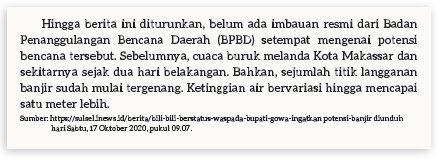 Hingga berita ini diturunkan, belum ada imbauan resmi dari Badan
Penanggulangan Bencana Daerah (BPBD) setempat mengenai potensi
bencana tersebut. Sebelumnya, cuaca buruk melanda Kota Makassar dan
sekitarnya sejak dua hari belakangan. Bahkan, sejumlah titik langganan
banjir sudah mulai tergenang. Ketinggian air bervariasi hingga mencapai
satu meter lebih.
Sumber: https://sulsel.inews.id/berita/bili-bili-berstatus-waspada-bupati-gowa-ingatkan potensi-banjir diunduh
hari Sabtu, 17 Oktober 2020, pukul 09.07.